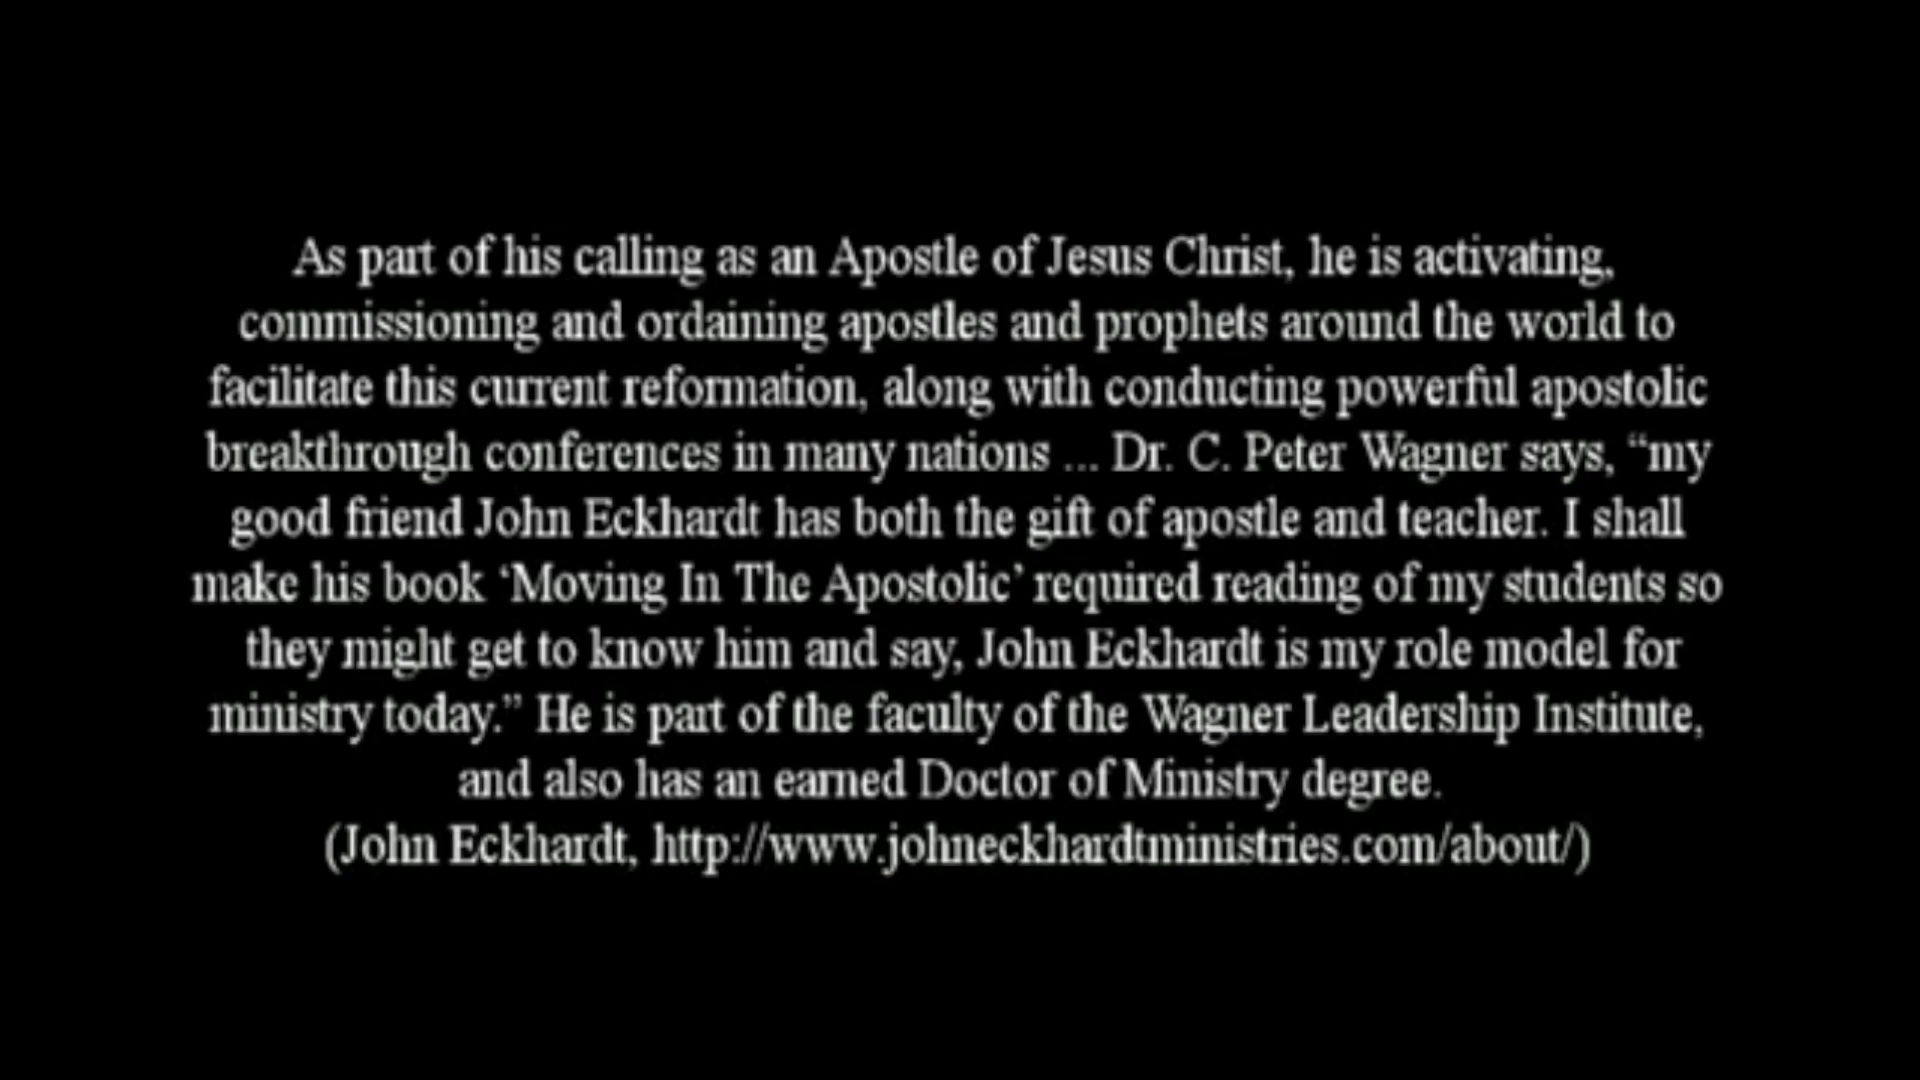 As part of his calling as an Apostle of Jesus Christ, he is activating,
commissioning and ordaining apostles and prophets around the world to
facilitate this current reformation, along with conducting powerful apostolic
breakthrough conferences in many nations ... Dr. C. Peter Wagner says, “my
good friend John Eckhardt has both the gift of apostle and teacher. I shall
make his book ‘Moving In The Apostolic’ required reading of my students so
they might get to know him and say, John Eckhardt is my role model for
ministry today.” He is part of the faculty of the Wagner Leadership Institute,
and also has an earned Doctor of Ministry degree.
(John Eckhardt, http://www.johneckhardtministries.com/about/)